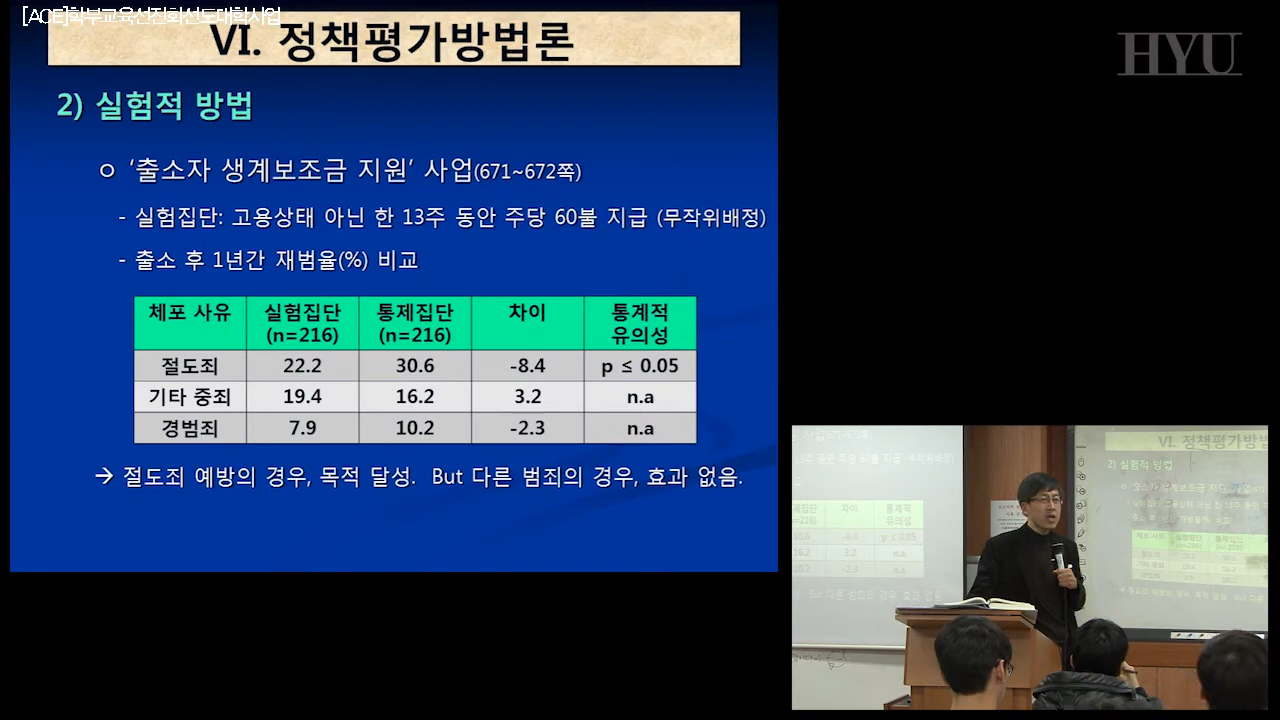 [ACE]학부교육선진화선도대학사업
VI. 정책평가방법론
HYU
2) 실험적 방법
ㅇ '출소자 생계보조금 지원' 사업(671~672쪽)
- 실험집단: 고용상태 아닌 한 13주 동안 주당 60불 지급 (무작위배정)
- 출소 후 1년간 재범율(%) 비교
체포 사유 실험집단 (n=216) 통제집단 (n=216) 차이 통계적 유의성
절도죄 22.2 30.6 -8.4 p ≤ 0.05
기타 중죄 19.4 16.2 3.2 n.a
경범죄 7.9 10.2 -2.3 n.a
→ 절도죄 예방의 경우, 목적 달성. But 다른 범죄의 경우, 효과 없음.